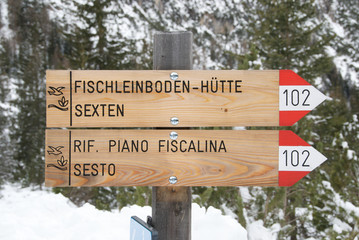 FISCHLEINBODEN-HÜTTE
SEXTEN
102
RIF. PIANO FISCALINA
SESTO
102